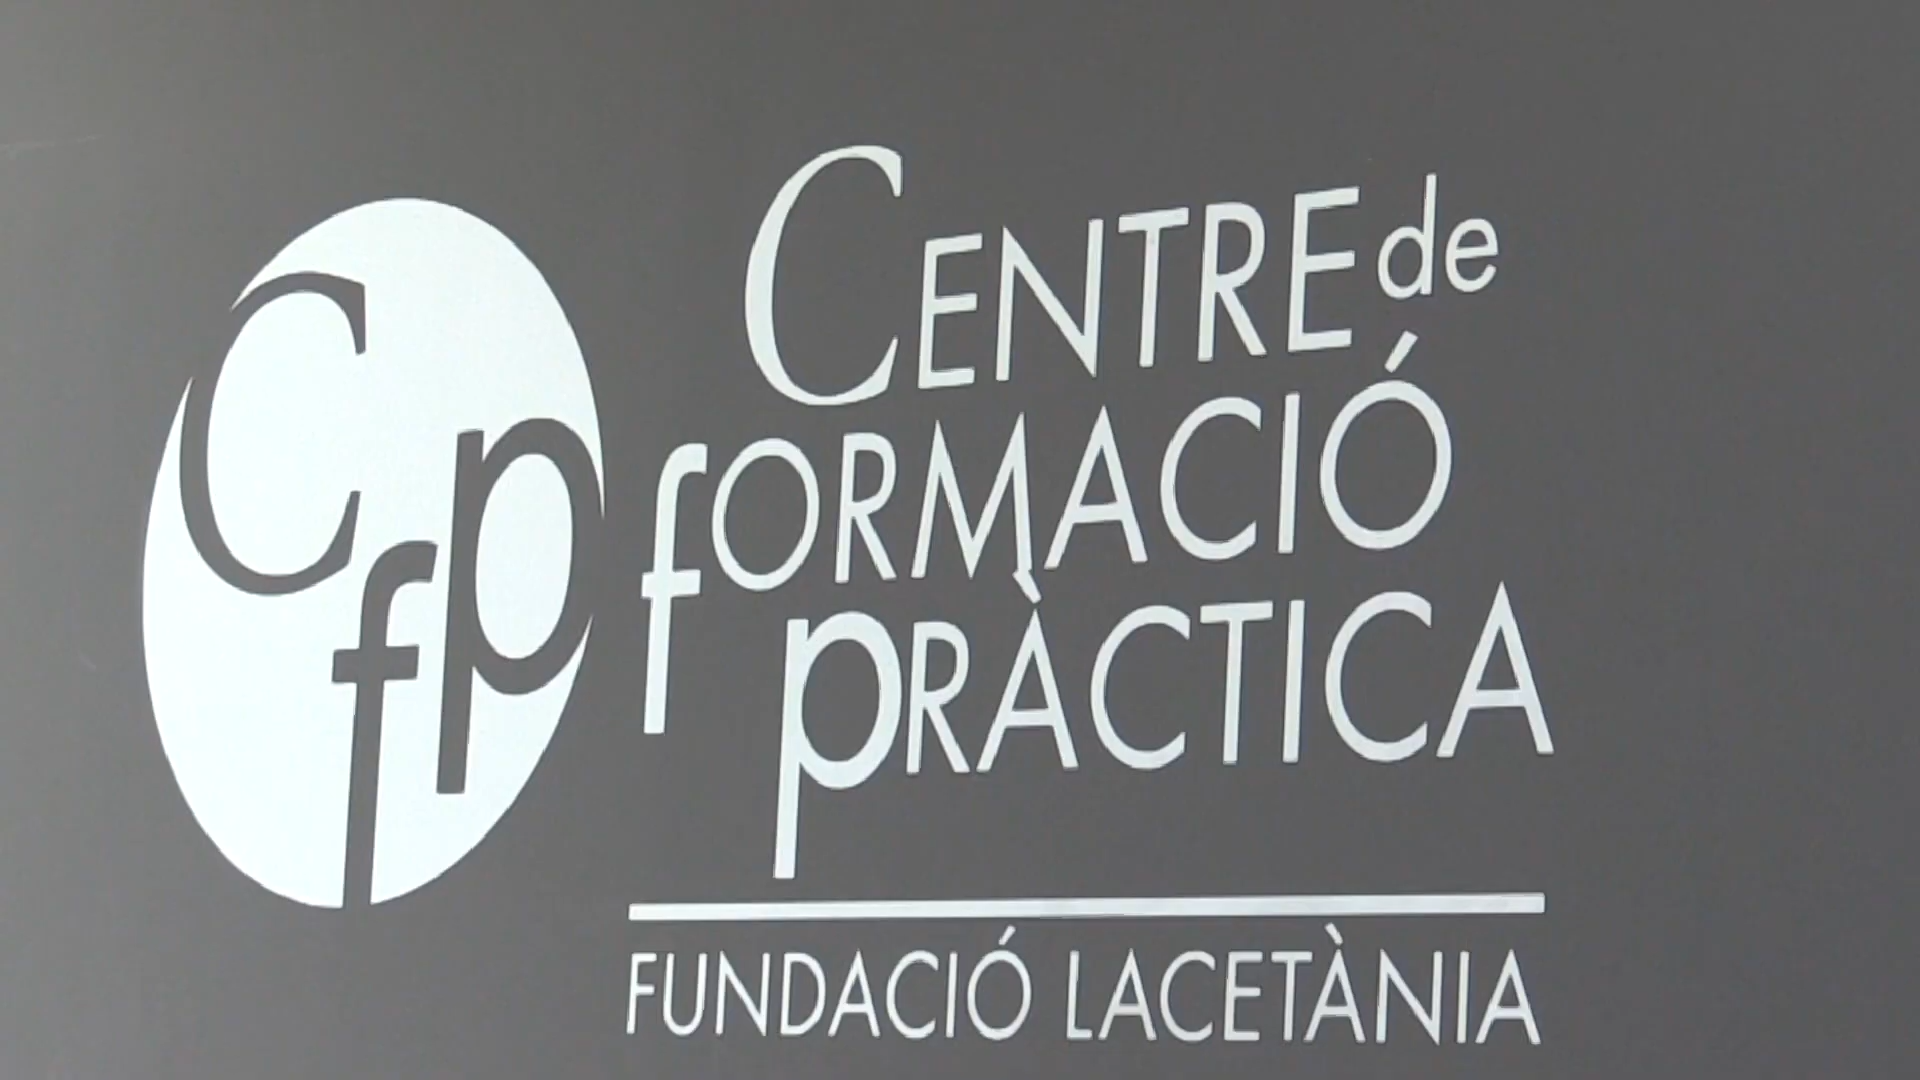 Cfp
CENTRE de
fORMACIÓ
pRÀCTICA
FUNDACIÓ LACETÀNIA